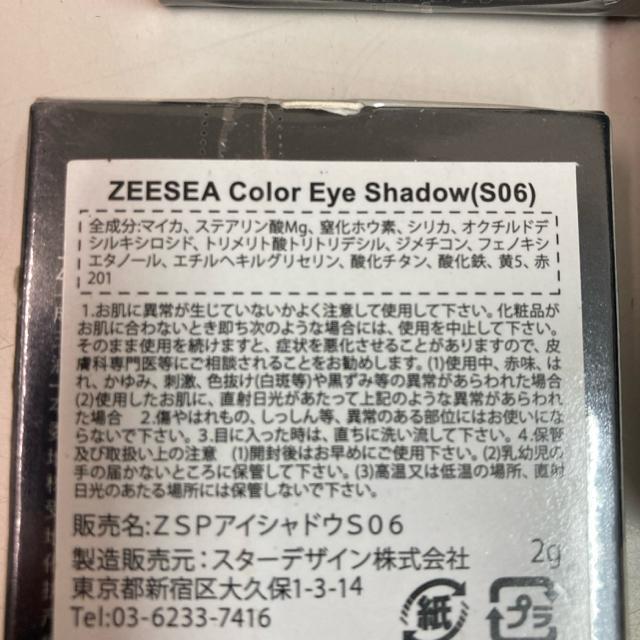 ZEESEA Color Eye Shadow(S06)
全成分:マイカ、ステアリン酸Mg、窒化ホウ素、シリカ、オクチルドデ
シルキシロシド、トリメリト酸トリトリデシル、ジメチコン、フェノキシ
エタノール、エチルヘキルグリセリン、酸化チタン、酸化鉄、黄5、赤
201
1.お肌に異常が生じていないかよく注意して使用して下さい。化粧品が
お肌に合わないとき即ち次のような場合には、使用を中止して下さい。
そのまま使用を続けますと、症状を悪化させることがありますので、皮
膚科専門医等にご相談されることをお勧めします。(1)使用中、赤味、は
れ、かゆみ、刺激、色抜け(白斑等)や黒ずみ等の異常があらわれた場合
(2)使用したお肌に、直射日光があたって上記のような異常があらわれ
た場合 2.傷やはれもの、しっしん等、異常のある部位にはお使いにな
らないで下さい。3.目に入った時は、直ちに洗い流して下さい。4.保管
及び取扱い上の注意 (1)開封後はお早めにご使用下さい。(2)乳幼児の
手の届かないところに保管して下さい。(3)高温又は低温の場所、直射
日光のあたる場所には保管しないで下さい。
販売名:ZSPアイシャドウS06
製造販売元:スターデザイン株式会社 2g
東京都新宿区大久保1-3-14
Tel:03-6233-7416
紙 プラ